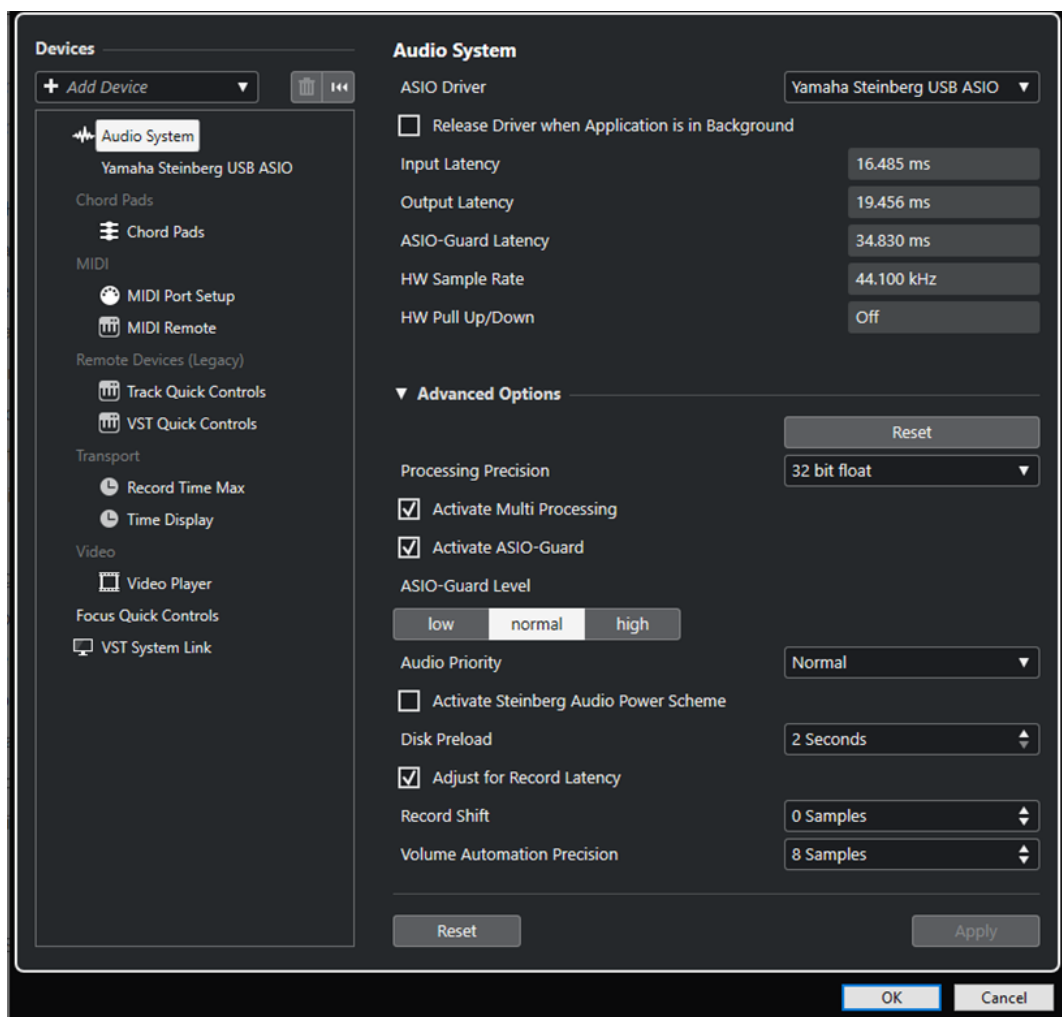 Devices
Add Device
Audio System
Yamaha Steinberg USB ASIO
Chord Pads
Chord Pads
MIDI
MIDI Port Setup
MIDI Remote
Remote Devices (Legacy)
Track Quick Controls
VST Quick Controls
Transport
Record Time Max
Time Display
Video
Video Player
Focus Quick Controls
VST System Link
Audio System
ASIO Driver Yamaha Steinberg USB ASIO
Release Driver when Application is in Background
Input Latency 16.485 ms
Output Latency 19.456 ms
ASIO-Guard Latency 34.830 ms
HW Sample Rate 44.100 kHz
HW Pull Up/Down Off
Advanced Options
Reset
Processing Precision 32 bit float
Activate Multi Processing
Activate ASIO-Guard
ASIO-Guard Level
low normal high
Audio Priority Normal
Activate Steinberg Audio Power Scheme
Disk Preload 2 Seconds
Adjust for Record Latency
Record Shift 0 Samples
Volume Automation Precision 8 Samples
Reset Apply
OK Cancel